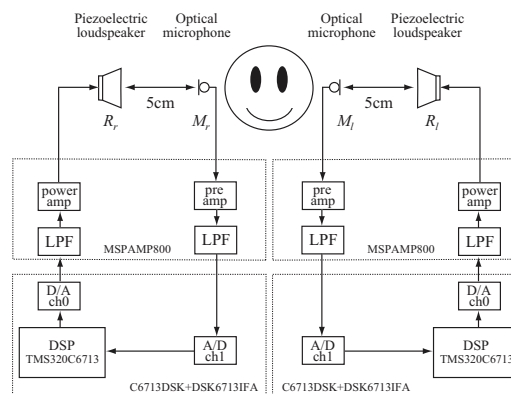 Piezoelectric loudspeaker
Optical microphone
Optical microphone
Piezoelectric loudspeaker
5cm
5cm
R_r
M_r
M_l
R_l
power amp
pre amp
pre amp
power amp
LPF
LPF
LPF
LPF
MSPAMP800
MSPAMP800
D/A ch0
D/A ch0
DSP
TMS320C6713
A/D ch1
A/D ch1
DSP
TMS320C6713
C6713DSK+DSK6713IFA
C6713DSK+DSK6713IFA